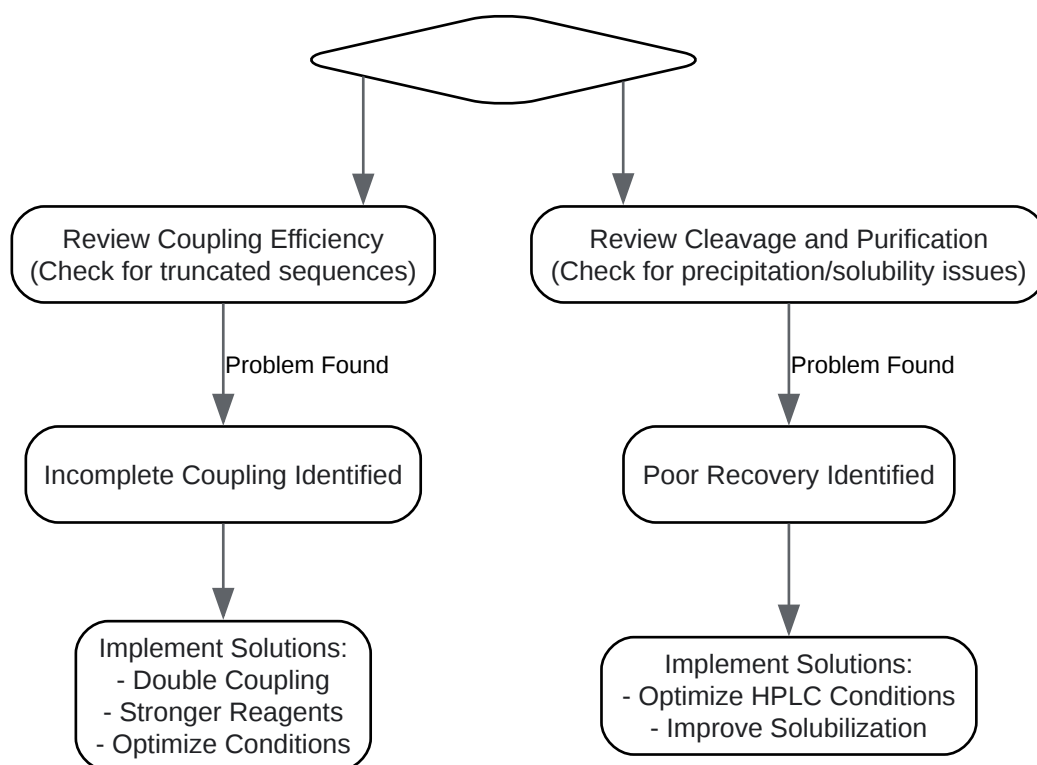 Review Coupling Efficiency
(Check for truncated sequences)
Review Cleavage and Purification
(Check for precipitation/solubility issues)
Problem Found
Problem Found
Incomplete Coupling Identified
Poor Recovery Identified
Implement Solutions:
- Double Coupling
- Stronger Reagents
- Optimize Conditions
Implement Solutions:
- Optimize HPLC Conditions
- Improve Solubilization